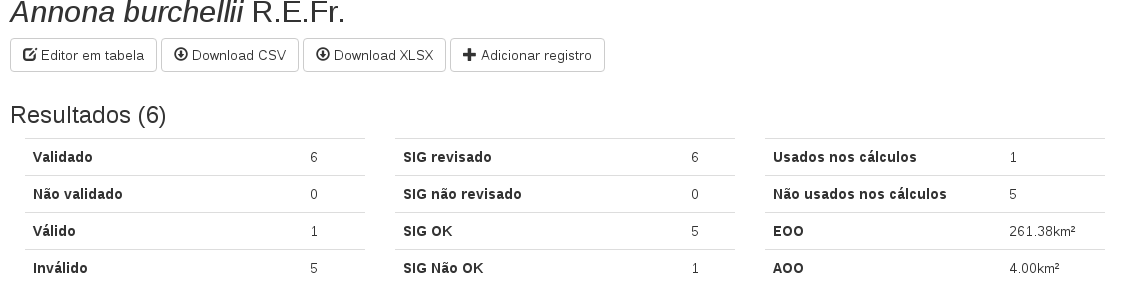 Annona burchellii R.E.Fr.
Editor em tabela Download CSV Download XLSX Adicionar registro
Resultados (6)
Validado 6 SIG revisado 6 Usados nos cálculos 1
Não validado 0 SIG não revisado 0 Não usados nos cálculos 5
Válido 1 SIG OK 5 EOO 261.38km²
Inválido 5 SIG Não OK 1 AOO 4.00km²